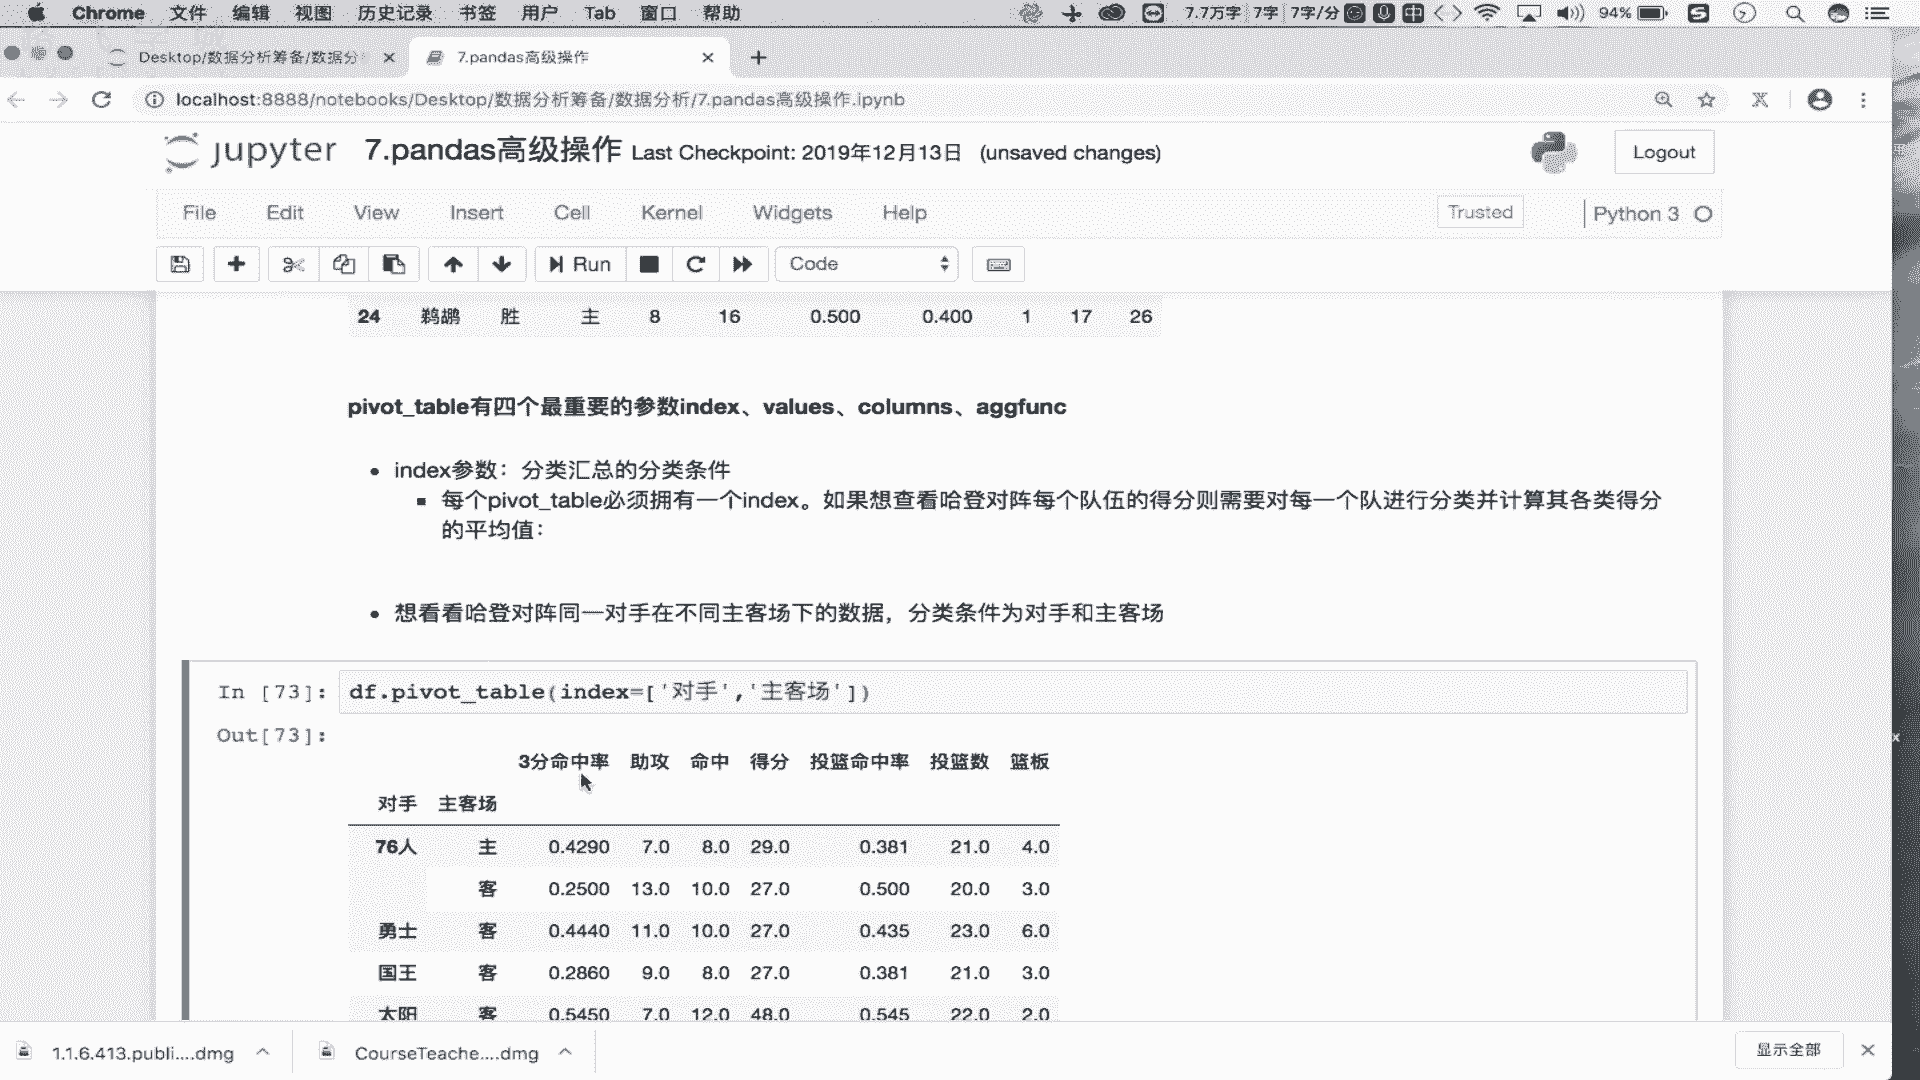 Chrome 文件 编辑 视图 历史记录 书签 用户 Tab 窗口 帮助 7.7万字 7字 7字/分 中 94%
Desktop/数据分析筹备/数据分 7.pandas高级操作
localhost:8888/notebooks/Desktop/数据分析筹备/数据分析/7.pandas高级操作.ipynb
jupyter 7.pandas高级操作 Last Checkpoint: 2019年12月13日 (unsaved changes) Logout
File Edit View Insert Cell Kernel Widgets Help Trusted Python 3
Run Code
24 鹈鹕 胜 主 8 16 0.500 0.400 1 17 26
pivot_table有四个最重要的参数index、values、columns、aggfunc
index参数：分类汇总的分类条件
每个pivot_table必须拥有一个index。如果想查看哈登对阵每个队伍的得分则需要对每一个队进行分类并计算其各类得分
的平均值：
想看看哈登对阵同一对手在不同主客场下的数据，分类条件为对手和主客场
In [73]: df.pivot_table(index=['对手','主客场'])
Out[73]:
3分命中率 助攻 命中 得分 投篮命中率 投篮数 篮板
对手 主客场
76人 主 0.4290 7.0 8.0 29.0 0.381 21.0 4.0
客 0.2500 13.0 10.0 27.0 0.500 20.0 3.0
勇士 客 0.4440 11.0 10.0 27.0 0.435 23.0 6.0
国王 客 0.2860 9.0 8.0 27.0 0.381 21.0 3.0
太阳 客 0.5450 7.0 12.0 48.0 0.545 22.0 2.0
1.1.6.413.publi....dmg CourseTeache....dmg 显示全部